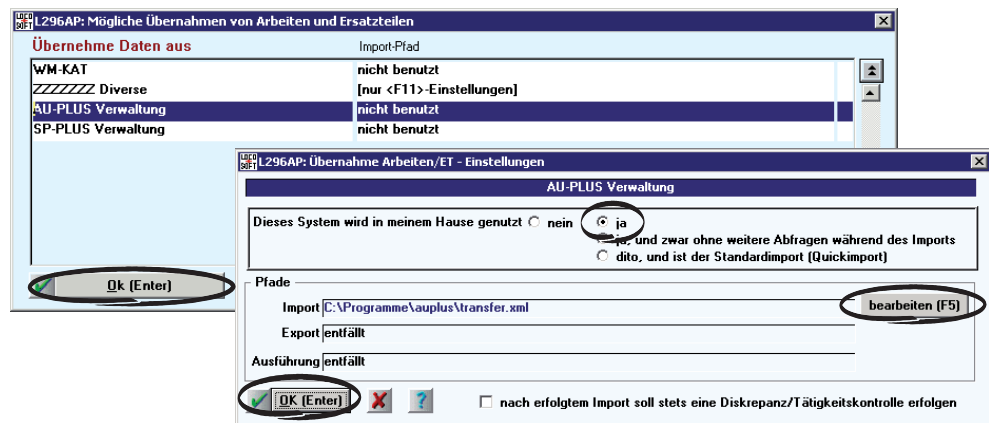 LOCO SOFT L296AP: Mögliche Übernahmen von Arbeiten und Ersatzteilen
Übernehme Daten aus Import-Pfad
WM-KAT nicht benutzt
ZZZZZZZ Diverse [nur <F11>-Einstellungen]
AU-PLUS Verwaltung nicht benutzt
SP-PLUS Verwaltung nicht benutzt
Ok (Enter)
LOCO SOFT L296AP: Übernahme Arbeiten/ET - Einstellungen
AU-PLUS Verwaltung
Dieses System wird in meinem Hause genutzt nein ja
ja, und zwar ohne weitere Abfragen während des Imports
dito, und ist der Standardimport (Quickimport)
Pfade
Import C:\Programme\auplus\transfer.xml bearbeiten (F5)
Export entfällt
Ausführung entfällt
OK (Enter) ? nach erfolgtem Import soll stets eine Diskrepanz/Tätigkeitskontrolle erfolgen